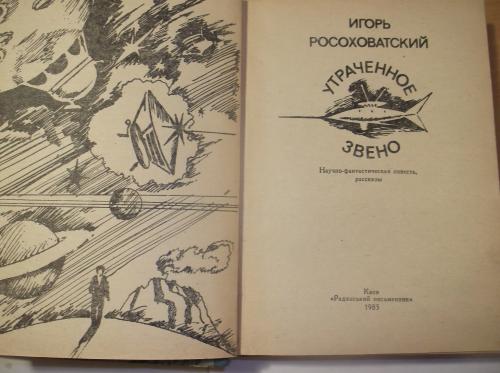 ИГОРЬ
РОСОХОВАТСКИЙ
УТРАЧЕННОЕ
ЗВЕНО
Научно-фантастическая повесть,
рассказы
Киев
«Радянський письменник»
1985